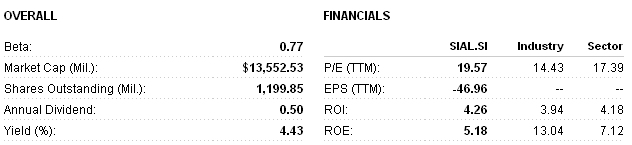 OVERALL
Beta: 0.77
Market Cap (Mil.): $13,552.53
Shares Outstanding (Mil.): 1,199.85
Annual Dividend: 0.50
Yield (%): 4.43
FINANCIALS
SIAL.SI Industry Sector
P/E (TTM): 19.57 14.43 17.39
EPS (TTM): -46.96 -- --
ROI: 4.26 3.94 4.18
ROE: 5.18 13.04 7.12